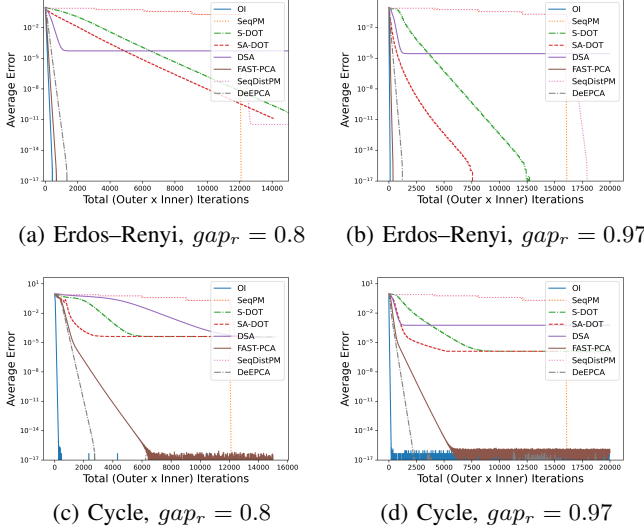 Average Error
10⁻²
10⁻⁵
10⁻⁸
10⁻¹¹
10⁻¹⁴
10⁻¹⁷
OI
SeqPM
S-DOT
SA-DOT
DSA
FAST-PCA
SeqDistPM
DeEPCA
0 2000 4000 6000 8000 10000 12000 14000
Total (Outer x Inner) Iterations
(a) Erdos–Renyi, gap_r = 0.8
Average Error
10⁻²
10⁻⁵
10⁻⁸
10⁻¹¹
10⁻¹⁴
10⁻¹⁷
OI
SeqPM
S-DOT
SA-DOT
DSA
FAST-PCA
SeqDistPM
DeEPCA
0 2500 5000 7500 10000 12500 15000 17500 20000
Total (Outer x Inner) Iterations
(b) Erdos–Renyi, gap_r = 0.97
Average Error
10¹
10⁻²
10⁻⁵
10⁻⁸
10⁻¹¹
10⁻¹⁴
10⁻¹⁷
OI
SeqPM
S-DOT
SA-DOT
DSA
FAST-PCA
SeqDistPM
DeEPCA
0 2000 4000 6000 8000 10000 12000 14000 16000
Total (Outer x Inner) Iterations
(c) Cycle, gap_r = 0.8
Average Error
10¹
10⁻²
10⁻⁵
10⁻⁸
10⁻¹¹
10⁻¹⁴
10⁻¹⁷
OI
SeqPM
S-DOT
SA-DOT
DSA
FAST-PCA
SeqDistPM
DeEPCA
0 2500 5000 7500 10000 12500 15000 17500 20000
Total (Outer x Inner) Iterations
(d) Cycle, gap_r = 0.97